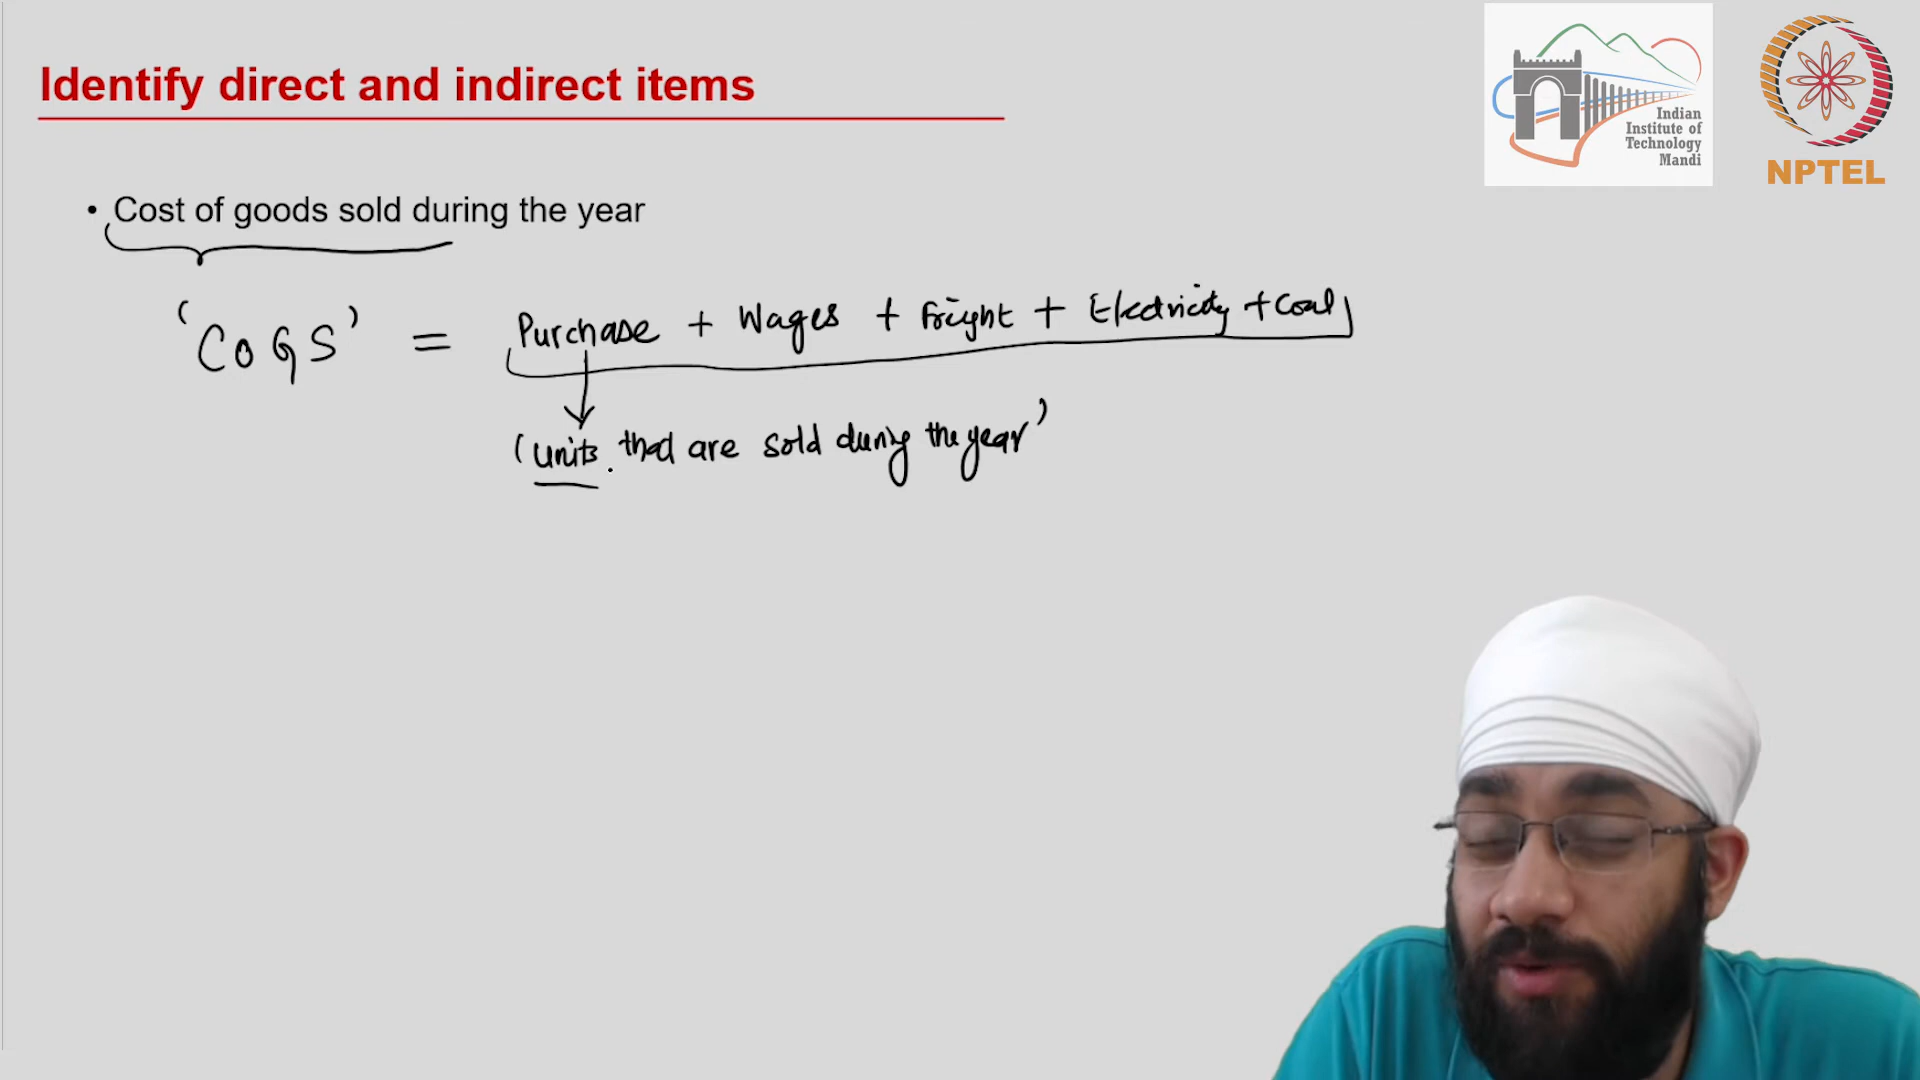 Identify direct and indirect items
Indian
Institute of
Technology
Mandi
NPTEL
• Cost of goods sold during the year
'COGS' = Purchase + Wages + Freight + Electricity + Coal
(units that are sold during the year)